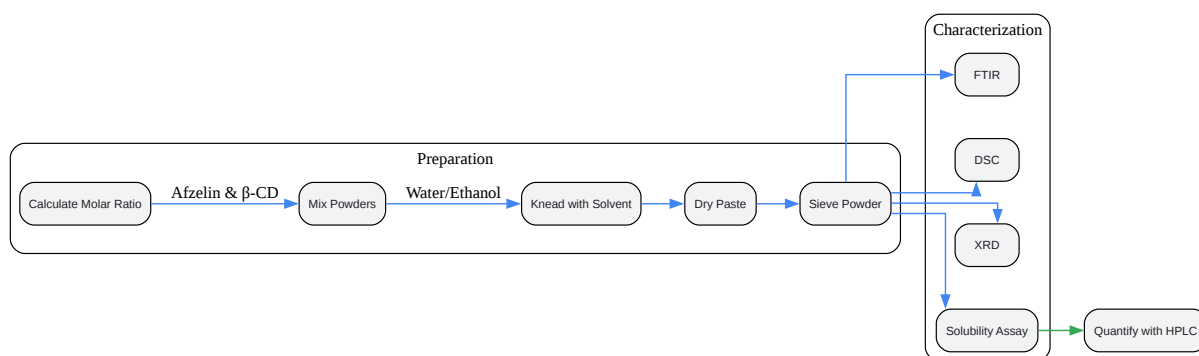 Characterization
FTIR
Preparation
DSC
Calculate Molar Ratio
Afzelin & β-CD
Mix Powders
Water/Ethanol
Knead with Solvent
Dry Paste
Sieve Powder
XRD
Solubility Assay
Quantify with HPLC